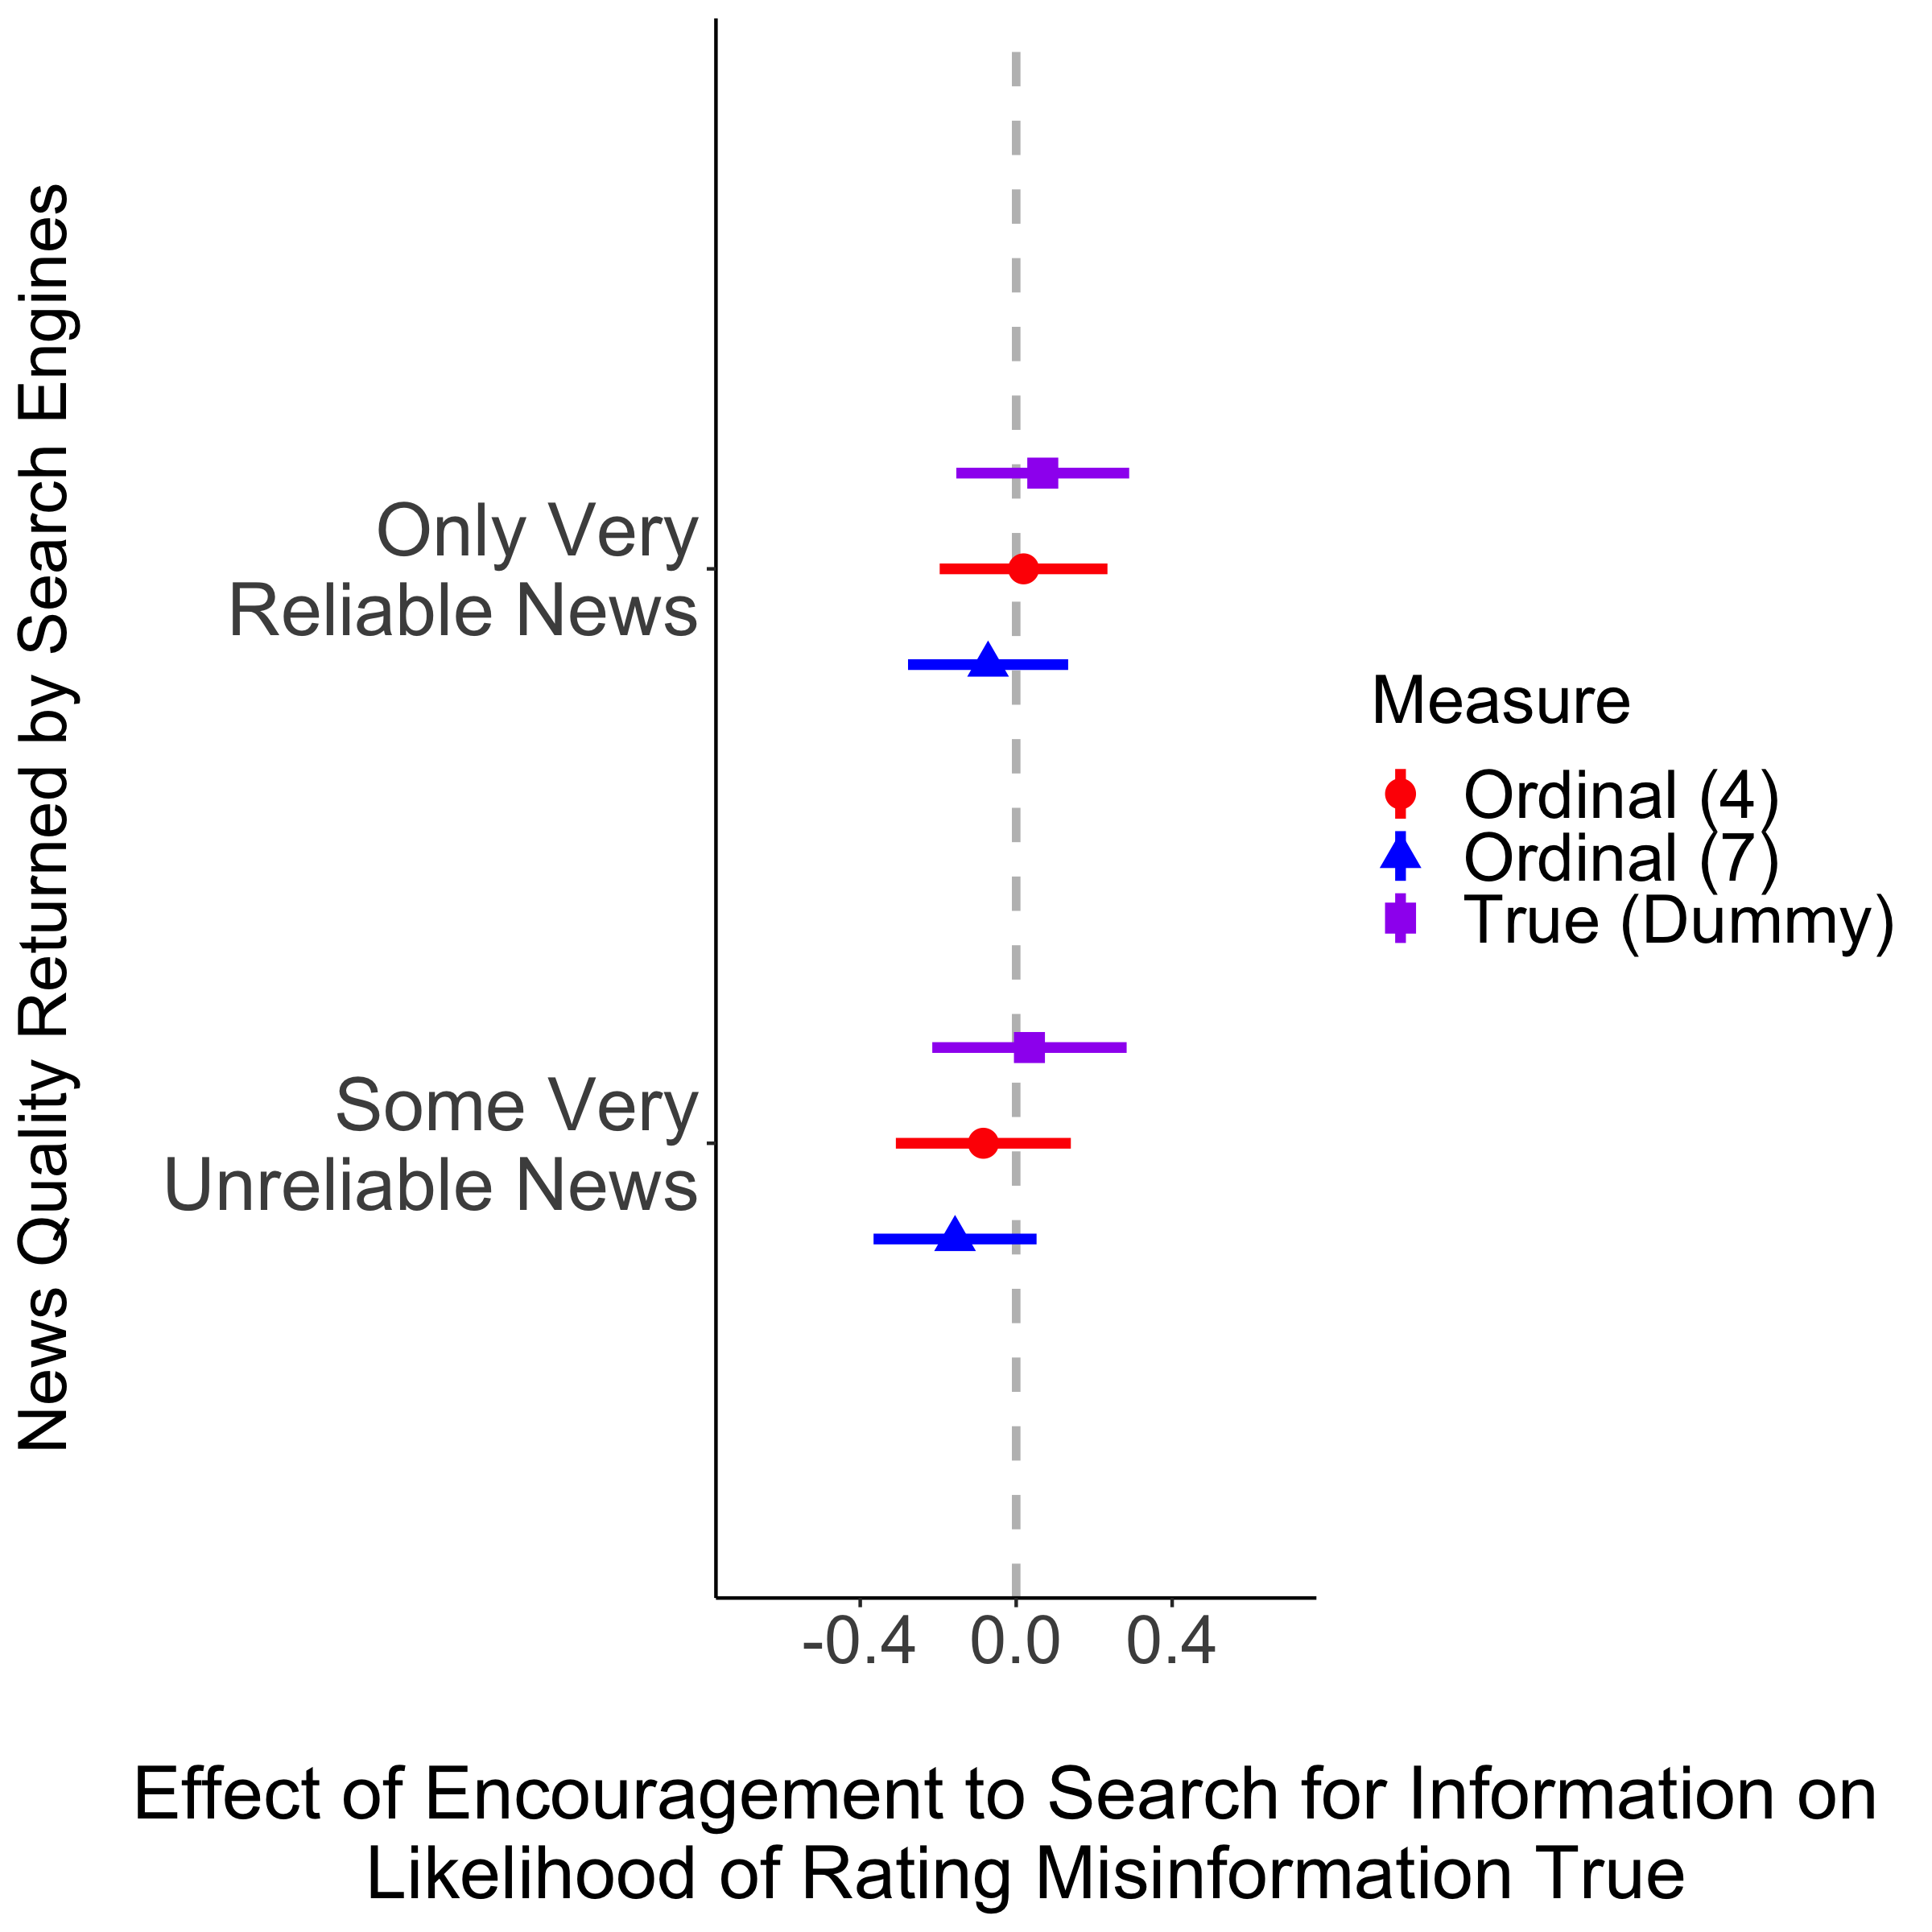 News Quality Returned by Search Engines
Only Very
Reliable News
Some Very
Unreliable News
-0.4 0.0 0.4
Effect of Encouragement to Search for Information on
Likelihood of Rating Misinformation True
Measure
Ordinal (4)
Ordinal (7)
True (Dummy)